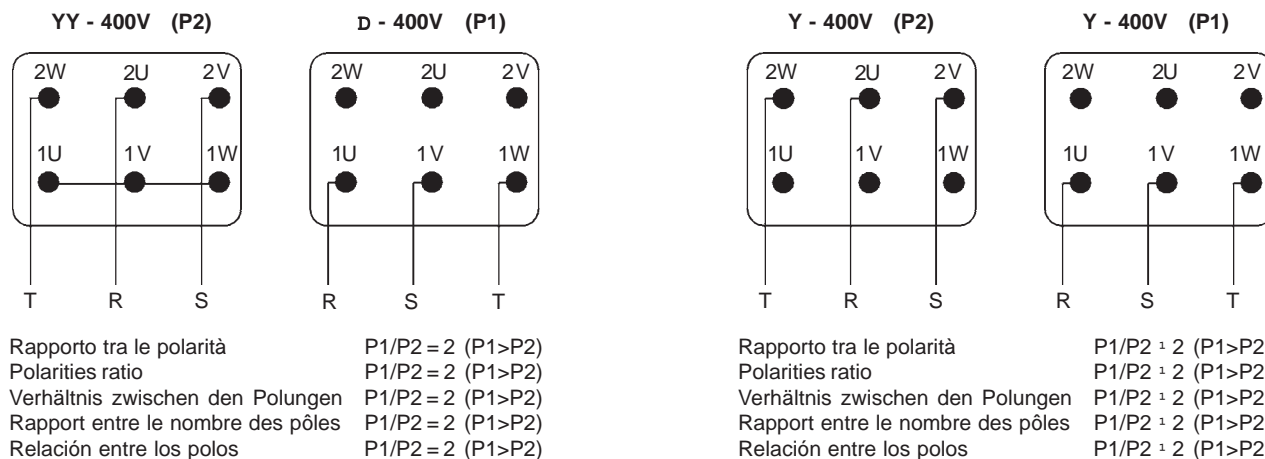 YY - 400V (P2) D - 400V (P1) Y - 400V (P2) Y - 400V (P1)
2W 2U 2V 2W 2U 2V 2W 2U 2V 2W 2U 2V
1U 1V 1W 1U 1V 1W 1U 1V 1W 1U 1V 1W
T R S R S T T R S R S T
Rapporto tra le polarità P1/P2 = 2 (P1>P2)
Polarities ratio P1/P2 = 2 (P1>P2)
Verhältnis zwischen den Polungen P1/P2 = 2 (P1>P2)
Rapport entre le nombre des pôles P1/P2 = 2 (P1>P2)
Relación entre los polos P1/P2 = 2 (P1>P2)
Rapporto tra le polarità P1/P2 ¹ 2 (P1>P2
Polarities ratio P1/P2 ¹ 2 (P1>P2
Verhältnis zwischen den Polungen P1/P2 ¹ 2 (P1>P2
Rapport entre le nombre des pôles P1/P2 ¹ 2 (P1>P2
Relación entre los polos P1/P2 ¹ 2 (P1>P2